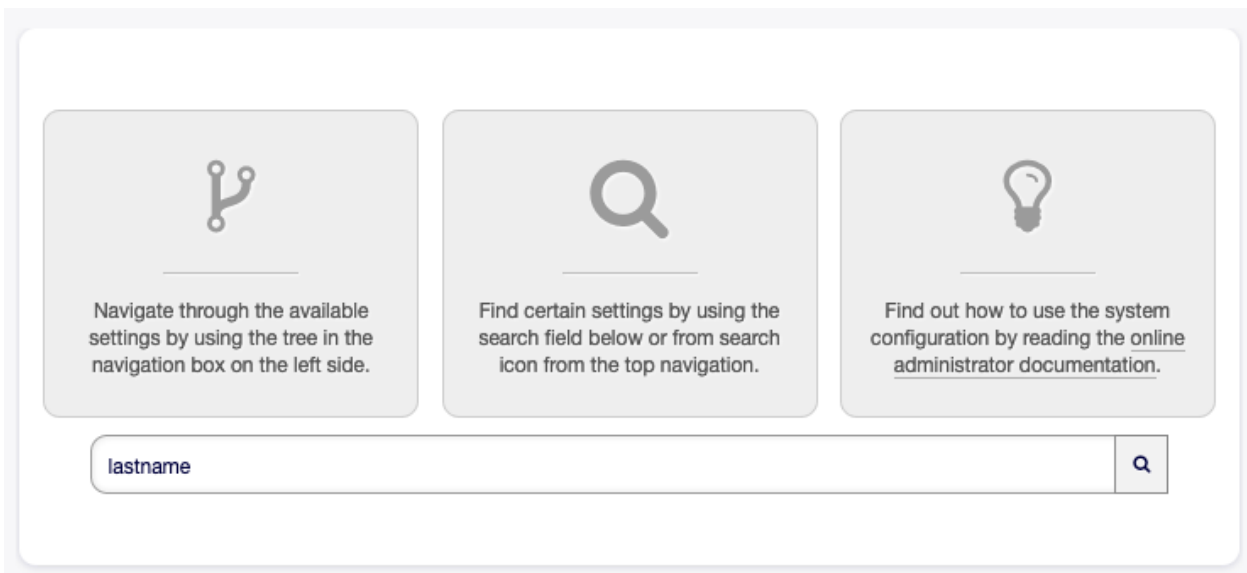 Navigate through the available
settings by using the tree in the
navigation box on the left side.
Find certain settings by using the
search field below or from search
icon from the top navigation.
Find out how to use the system
configuration by reading the online
administrator documentation.
lastname